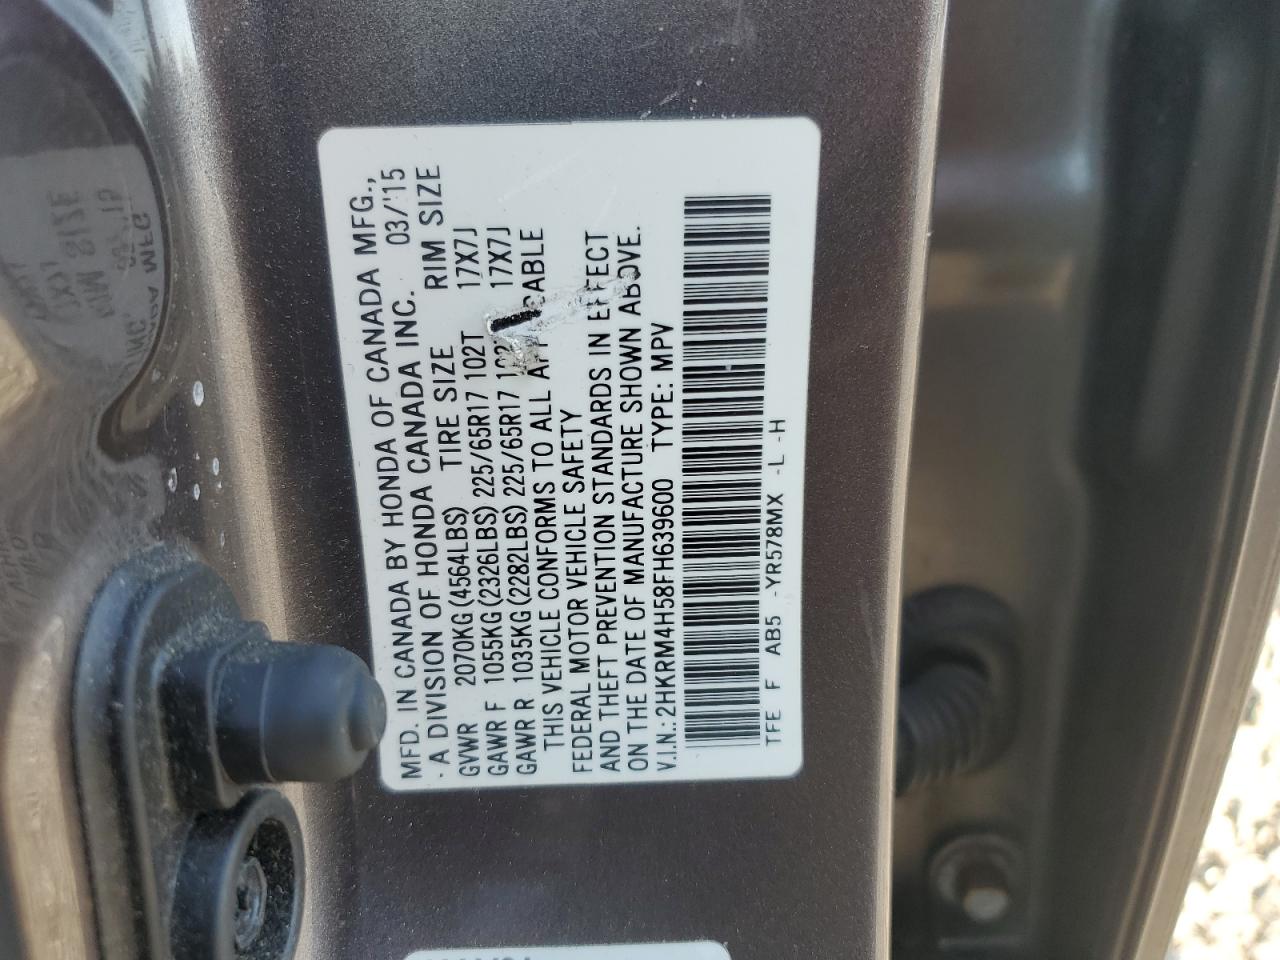 MFD. IN CANADA BY HONDA OF CANADA MFG.,
- A DIVISION OF HONDA CANADA INC. 03/'15
GVWR 2070KG (4564LBS) TIRE SIZE RIM SIZE
GAWR F 1055KG (2326LBS) 225/65R17 102T 17X7J
GAWR R 1035KG (2282LBS) 225/65R17 17X7J
THIS VEHICLE CONFORMS TO ALL
FEDERAL MOTOR VEHICLE SAFETY
AND THEFT PREVENTION STANDARDS IN EFFECT
ON THE DATE OF MANUFACTURE SHOWN ABOVE.
V.I.N.: 2HKRM4H58FH639600 TYPE: MPV
TFE F AB5 -YR578MX -L -H